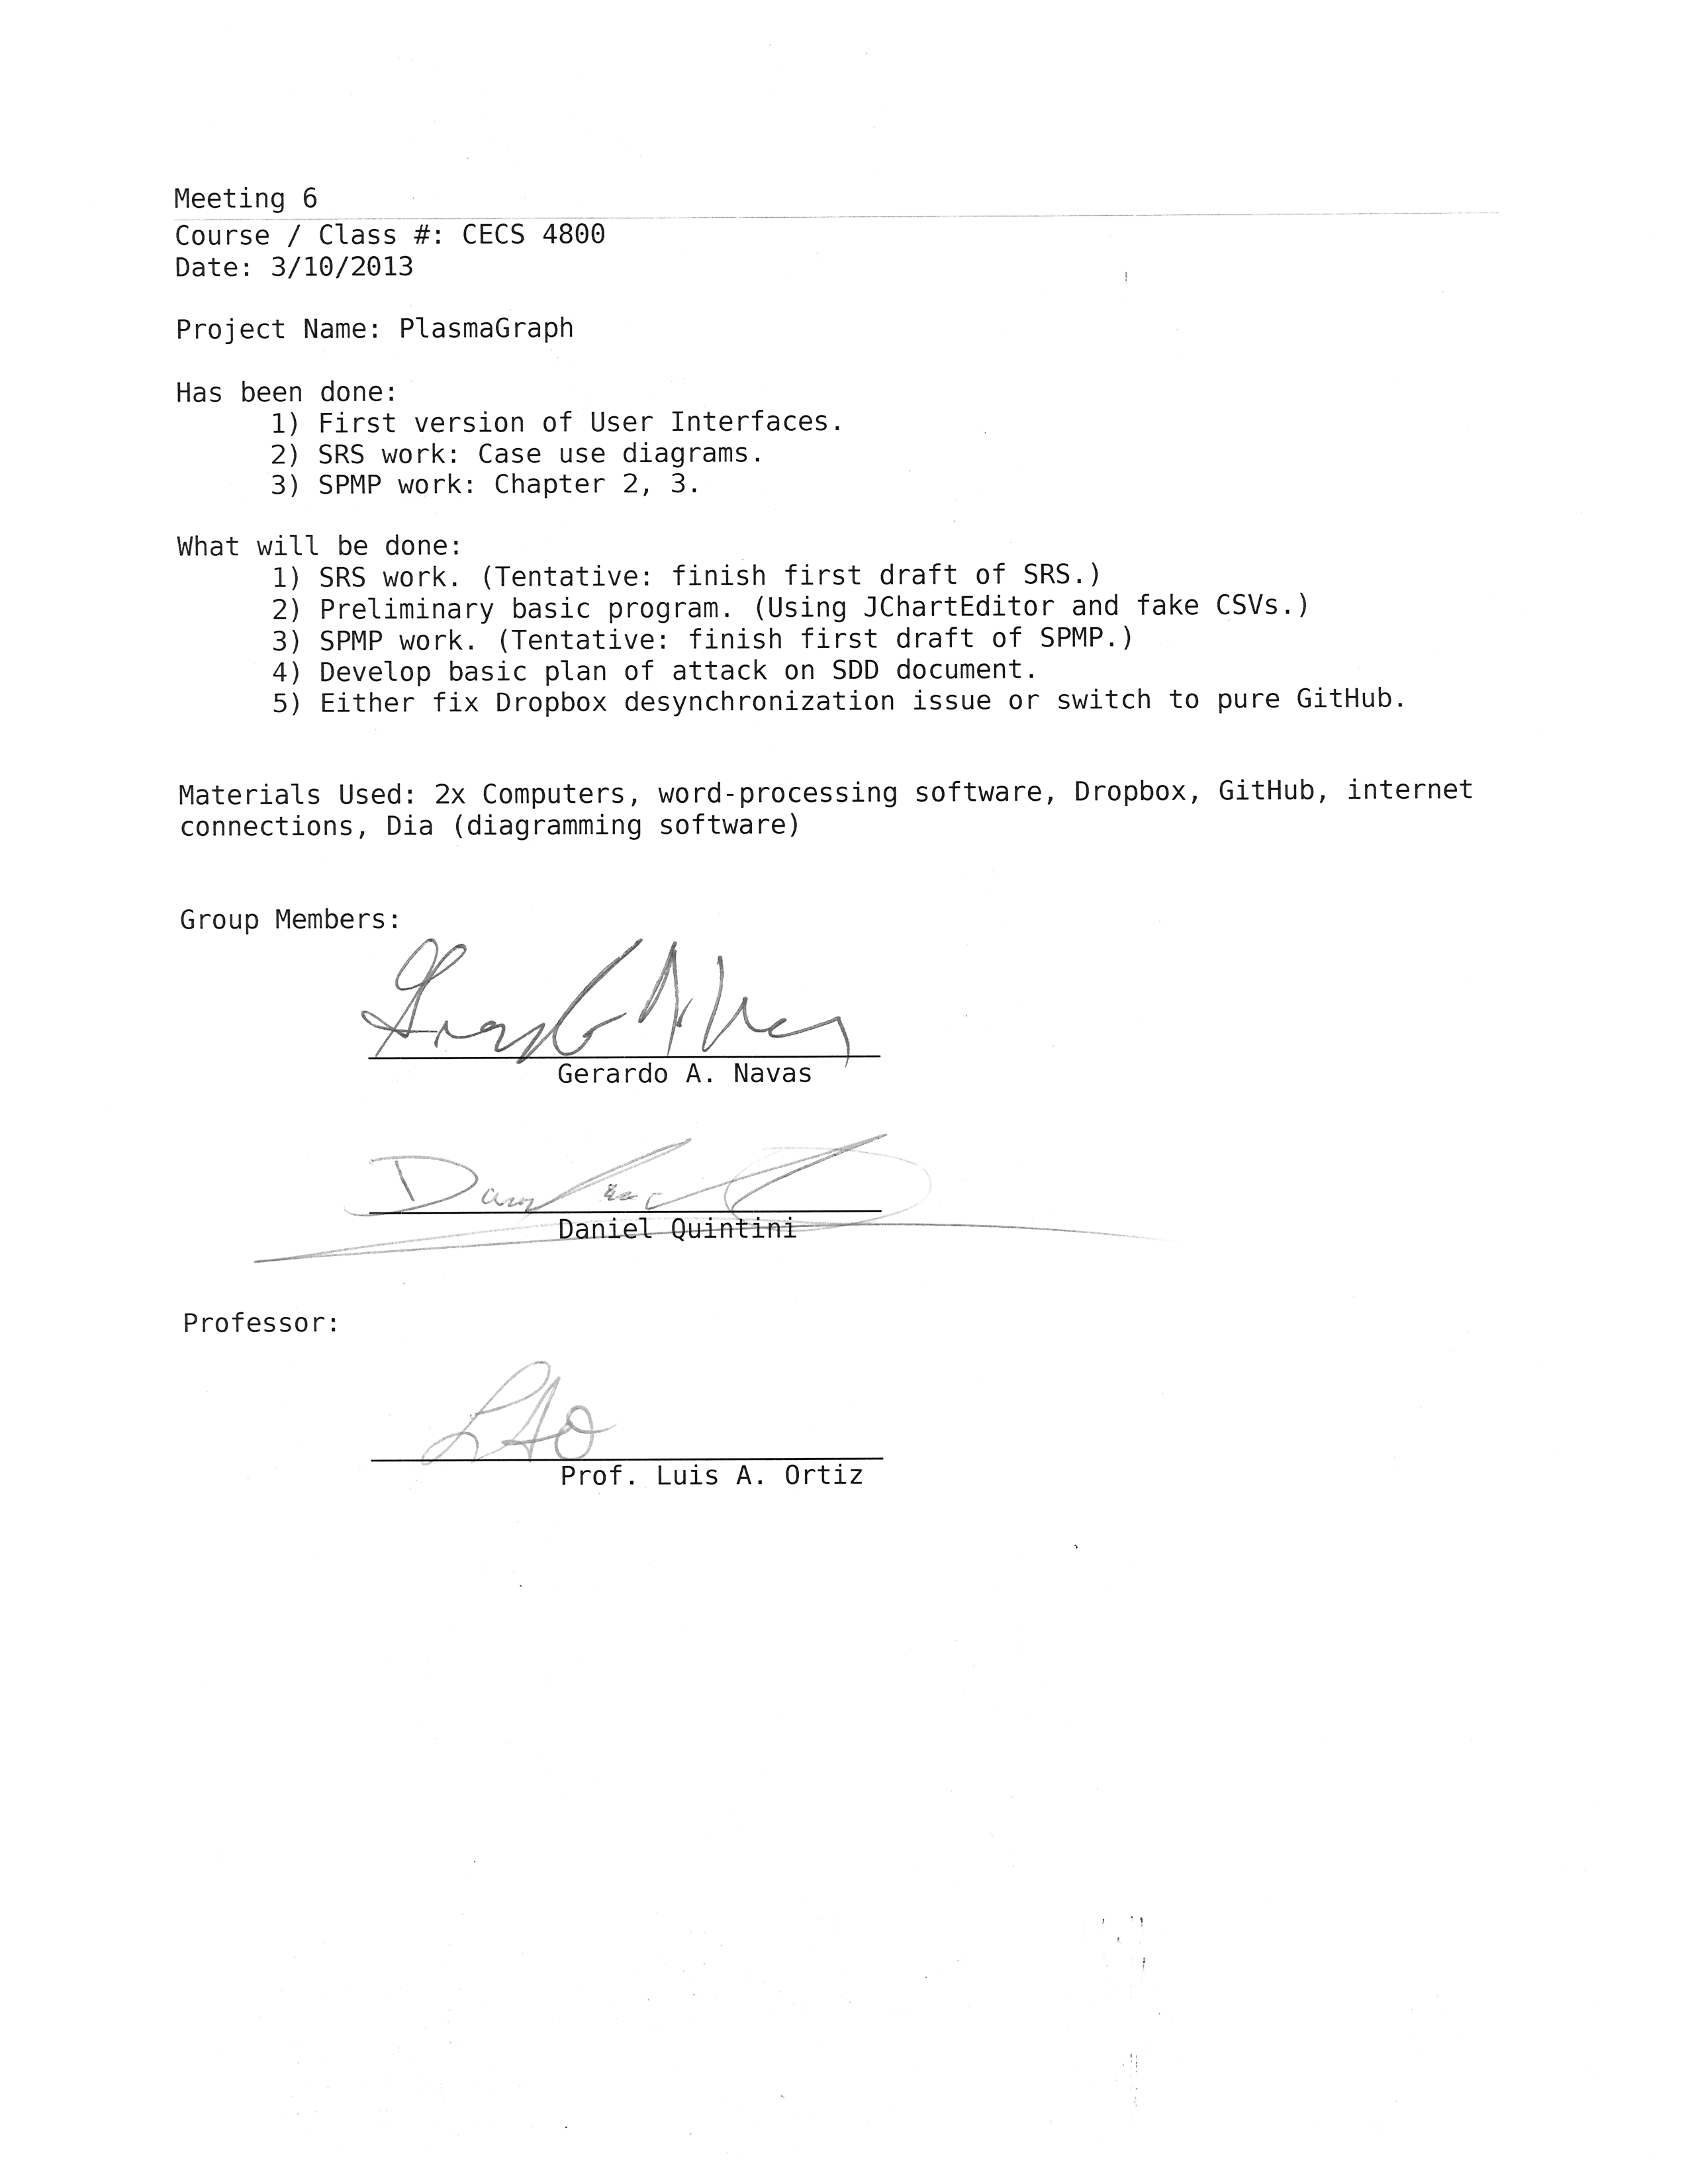 Meeting 6
Course / Class #: CECS 4800
Date: 3/10/2013
Project Name: PlasmaGraph
Has been done:
1) First version of User Interfaces.
2) SRS work: Case use diagrams.
3) SPMP work: Chapter 2, 3.
What will be done:
1) SRS work. (Tentative: finish first draft of SRS.)
2) Preliminary basic program. (Using JChartEditor and fake CSVs.)
3) SPMP work. (Tentative: finish first draft of SPMP.)
4) Develop basic plan of attack on SDD document.
5) Either fix Dropbox desynchronization issue or switch to pure GitHub.
Materials Used: 2x Computers, word-processing software, Dropbox, GitHub, internet
connections, Dia (diagramming software)
Group Members:
Gerardo A. Navas
Daniel Quintini
Professor:
LAO
Prof. Luis A. Ortiz